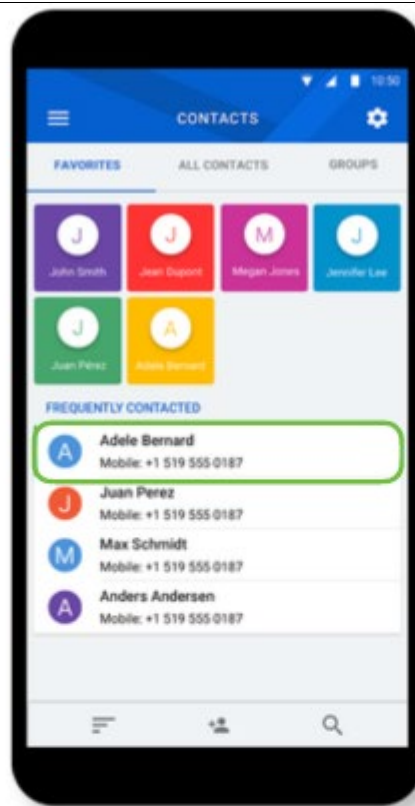 10:50
CONTACTS
FAVORITES ALL CONTACTS GROUPS
J J M J
John Smith Jean Dupont Megan Jones Jennifer Lee
J A
Juan Pérez Adele Bernard
FREQUENTLY CONTACTED
A Adele Bernard
Mobile: +1 519 555 0187
J Juan Perez
Mobile: +1 519 555 0187
M Max Schmidt
Mobile: +1 519 555 0187
A Anders Andersen
Mobile: +1 519 555 0187